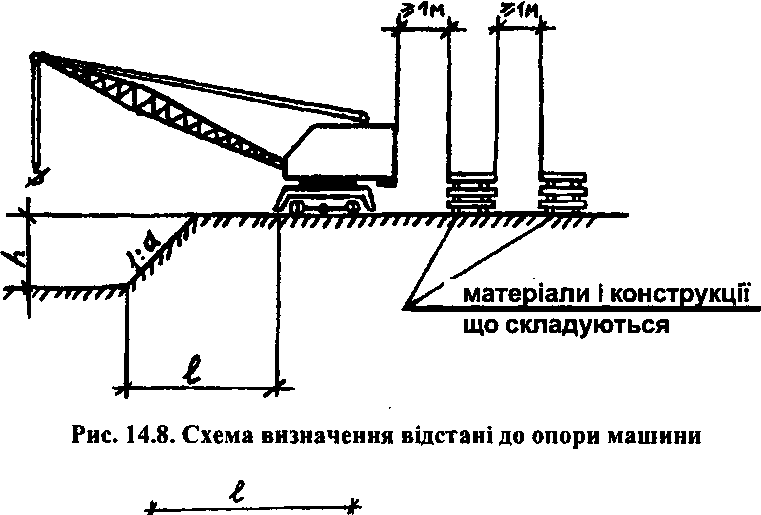 ≥1м ≥1м
h
1:a
матеріали і конструкції
що складуються
ℓ
Рис. 14.8. Схема визначення відстані до опори машини
ℓ